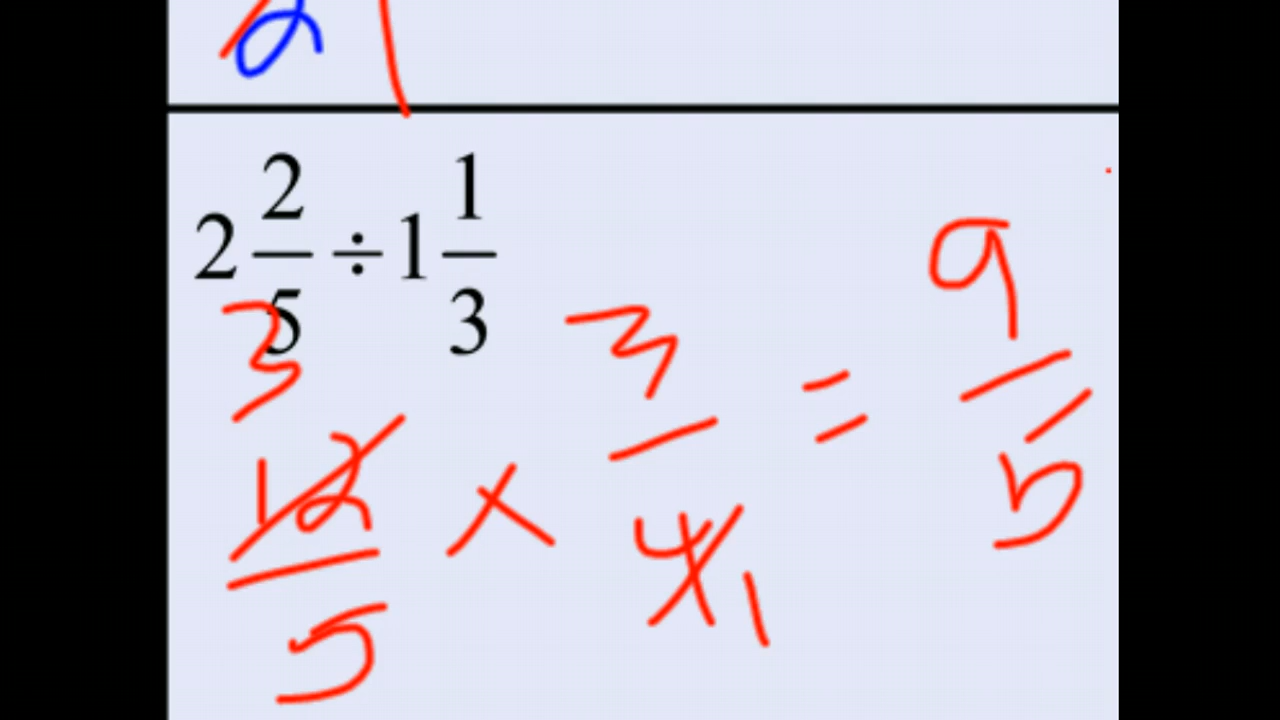 2 2/5 ÷ 1 1/3
3
12/5 × 3/4 = 9/5
1